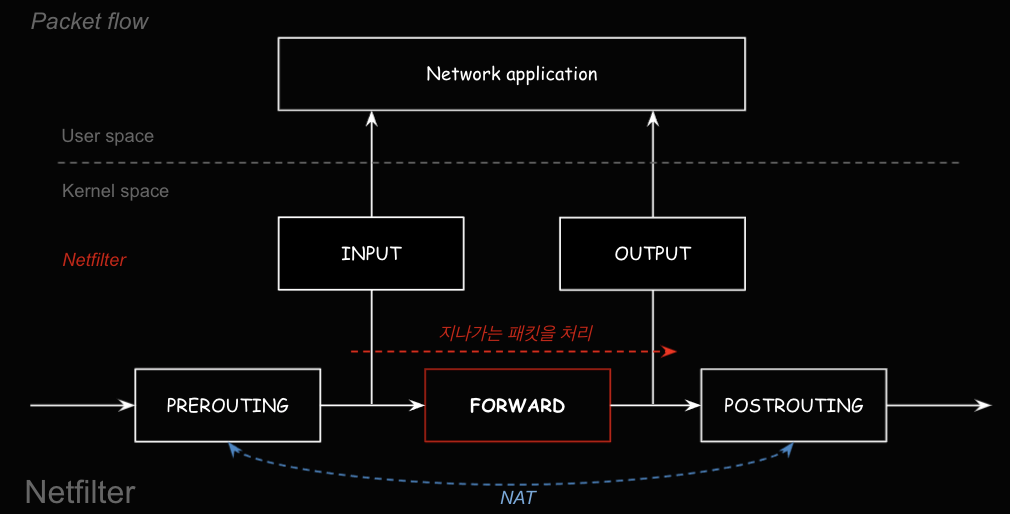 Packet flow
Network application
User space
Kernel space
INPUT
OUTPUT
Netfilter
지나가는 패킷을 처리
PREROUTING
FORWARD
POSTROUTING
NAT
Netfilter